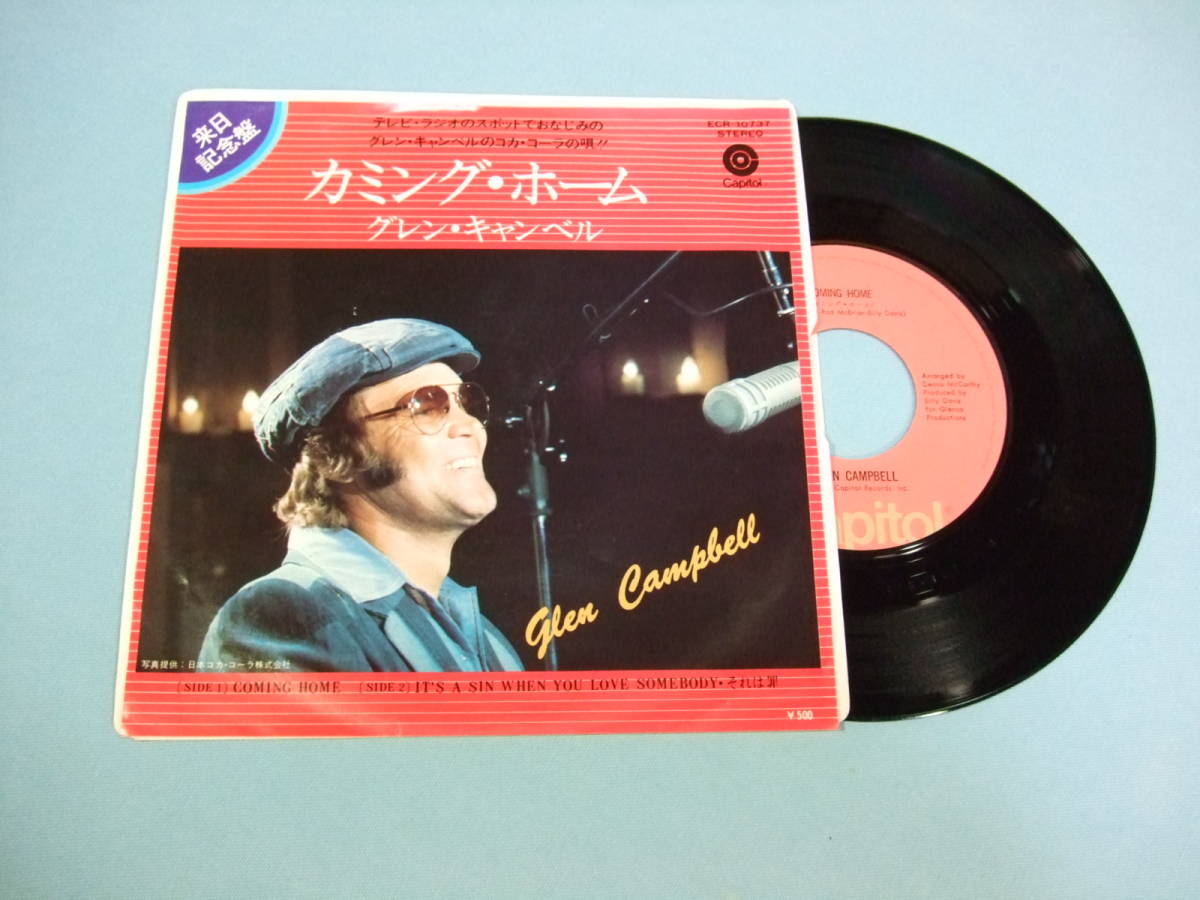 来日
記念盤
テレビ・ラジオのスポットでおなじみの
グレン・キャンベルのコカ・コーラの唄!!
ECR-10737
STEREO
Capitol
カミング・ホーム
グレン・キャンベル
Glen Campbell
写真提供:日本コカ・コーラ株式会社
[SIDE 1] COMING HOME [SIDE 2] IT'S A SIN WHEN YOU LOVE SOMEBODY・それは罪
¥.500
OMING HOME
Billy Davis)
Arranged by
Dennis McCarthy
Produced by
Billy Davis
for Glenco
Productions
N CAMPBELL
Capitol Records, Inc.
apitol